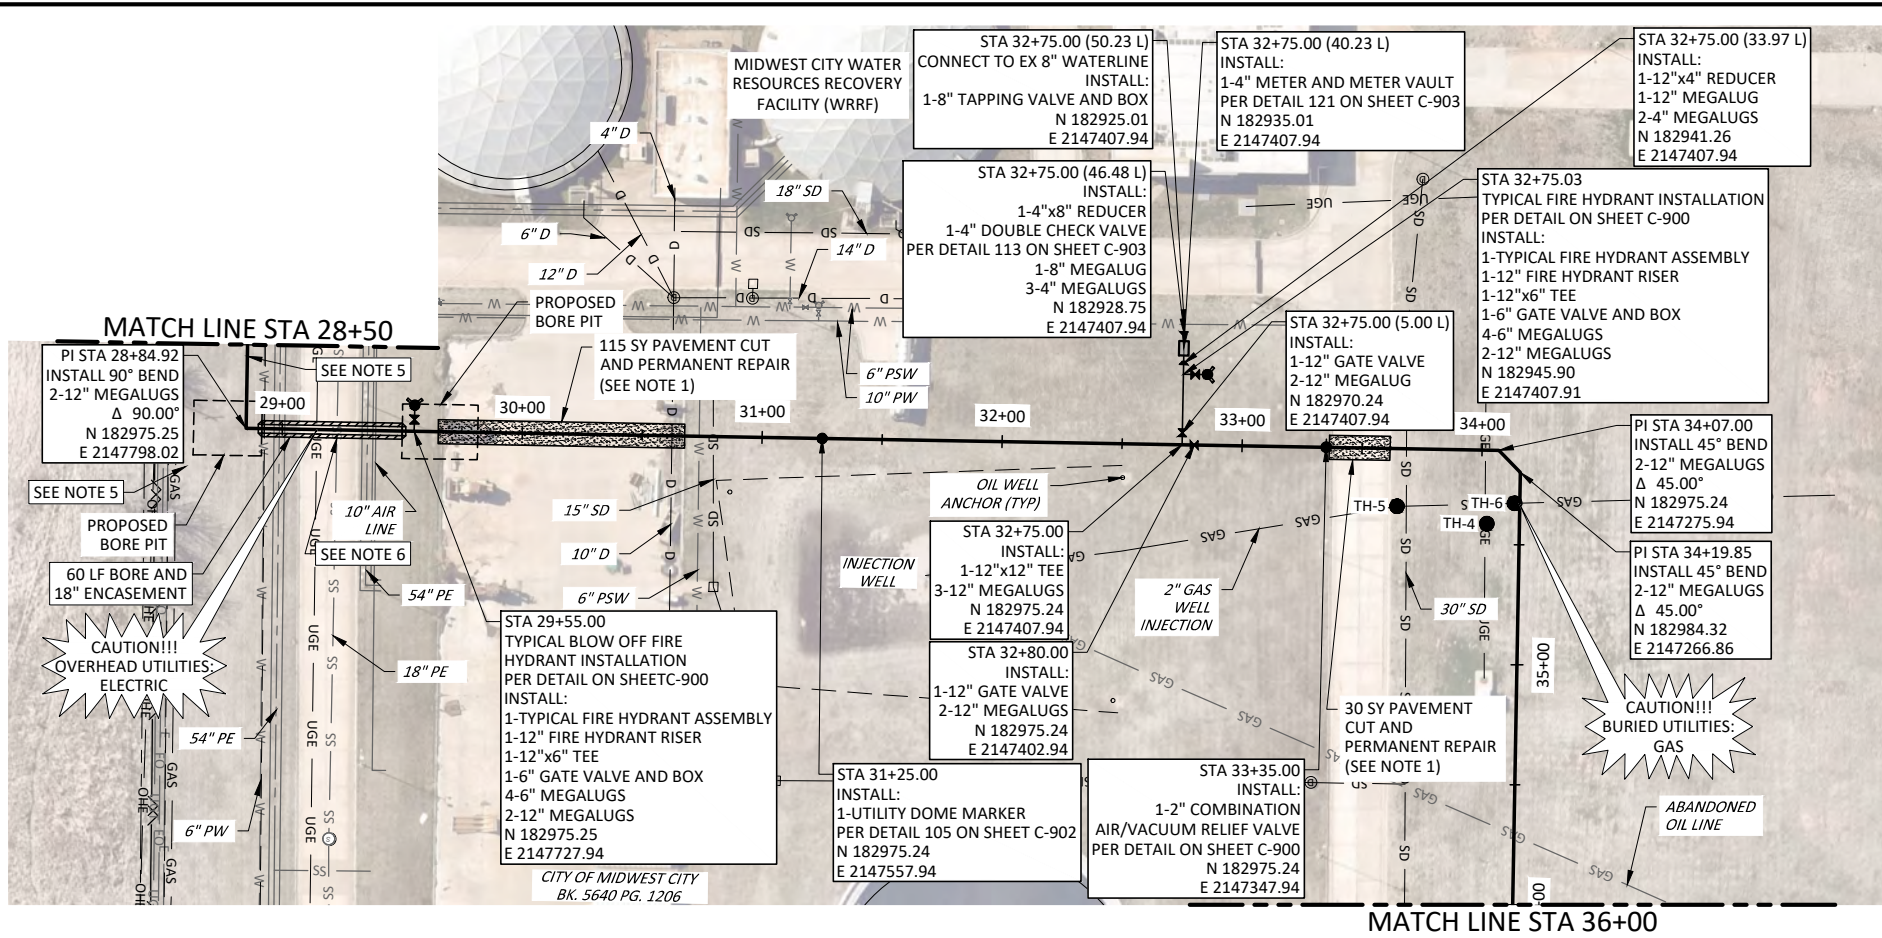 MIDWEST CITY WATER
RESOURCES RECOVERY
FACILITY (WRRF)
STA 32+75.00 (50.23 L)
CONNECT TO EX 8" WATERLINE
INSTALL:
1-8" TAPPING VALVE AND BOX
N 182925.01
E 2147407.94
STA 32+75.00 (40.23 L)
INSTALL:
1-4" METER AND METER VAULT
PER DETAIL 121 ON SHEET C-903
N 182935.01
E 2147407.94
STA 32+75.00 (33.97 L)
INSTALL:
1-12"x4" REDUCER
1-12" MEGALUG
2-4" MEGALUGS
N 182941.26
E 2147407.94
STA 32+75.00 (46.48 L)
INSTALL:
1-4"x8" REDUCER
1-4" DOUBLE CHECK VALVE
PER DETAIL 113 ON SHEET C-903
1-8" MEGALUG
3-4" MEGALUGS
N 182928.75
E 2147407.94
STA 32+75.03
TYPICAL FIRE HYDRANT INSTALLATION
PER DETAIL ON SHEET C-900
INSTALL:
1-TYPICAL FIRE HYDRANT ASSEMBLY
1-12" FIRE HYDRANT RISER
1-12"x6" TEE
1-6" GATE VALVE AND BOX
4-6" MEGALUGS
2-12" MEGALUGS
N 182945.90
E 2147407.91
STA 32+75.00 (5.00 L)
INSTALL:
1-12" GATE VALVE
2-12" MEGALUG
N 182970.24
E 2147407.94
4" D
18" SD
6" D
12" D
14" D
SD
SD
D
D
D
D
D
W
W
UGE
UGE
SD
SD
PROPOSED
BORE PIT
MATCH LINE STA 28+50
PI STA 28+84.92
INSTALL 90° BEND
2-12" MEGALUGS
Δ 90.00°
N 182975.25
E 2147798.02
SEE NOTE 5
115 SY PAVEMENT CUT
AND PERMANENT REPAIR
(SEE NOTE 1)
6" PSW
10" PW
29+00
30+00
31+00
32+00
33+00
34+00
PI STA 34+07.00
INSTALL 45° BEND
2-12" MEGALUGS
Δ 45.00°
N 182975.24
E 2147275.94
SEE NOTE 5
PROPOSED
BORE PIT
10" AIR
LINE
SEE NOTE 6
15" SD
10" D
6" PSW
54" PE
OIL WELL
ANCHOR (TYP)
TH-5
TH-6
TH-4
GAS
GAS
GAS
GAS
UGE
SD
INJECTION
WELL
STA 32+75.00
INSTALL:
1-12"x12" TEE
3-12" MEGALUGS
N 182975.24
E 2147407.94
2" GAS
WELL
INJECTION
30" SD
PI STA 34+19.85
INSTALL 45° BEND
2-12" MEGALUGS
Δ 45.00°
N 182984.32
E 2147266.86
60 LF BORE AND
18" ENCASEMENT
CAUTION!!!
OVERHEAD UTILITIES:
ELECTRIC
18" PE
54" PE
6" PW
STA 29+55.00
TYPICAL BLOW OFF FIRE
HYDRANT INSTALLATION
PER DETAIL ON SHEETC-900
INSTALL:
1-TYPICAL FIRE HYDRANT ASSEMBLY
1-12" FIRE HYDRANT RISER
1-12"x6" TEE
1-6" GATE VALVE AND BOX
4-6" MEGALUGS
2-12" MEGALUGS
N 182975.25
E 2147727.94
STA 32+80.00
INSTALL:
1-12" GATE VALVE
2-12" MEGALUGS
N 182975.24
E 2147402.94
35+00
30 SY PAVEMENT
CUT AND
PERMANENT REPAIR
(SEE NOTE 1)
CAUTION!!!
BURIED UTILITIES:
GAS
STA 31+25.00
INSTALL:
1-UTILITY DOME MARKER
PER DETAIL 105 ON SHEET C-902
N 182975.24
E 2147557.94
STA 33+35.00
INSTALL:
1-2" COMBINATION
AIR/VACUUM RELIEF VALVE
PER DETAIL ON SHEET C-900
N 182975.24
E 2147347.94
ABANDONED
OIL LINE
GAS
GAS
GAS
GAS
GAS
UGE
UGE
SS
SS
OHE
OHE
CITY OF MIDWEST CITY
BK. 5640 PG. 1206
MATCH LINE STA 36+00